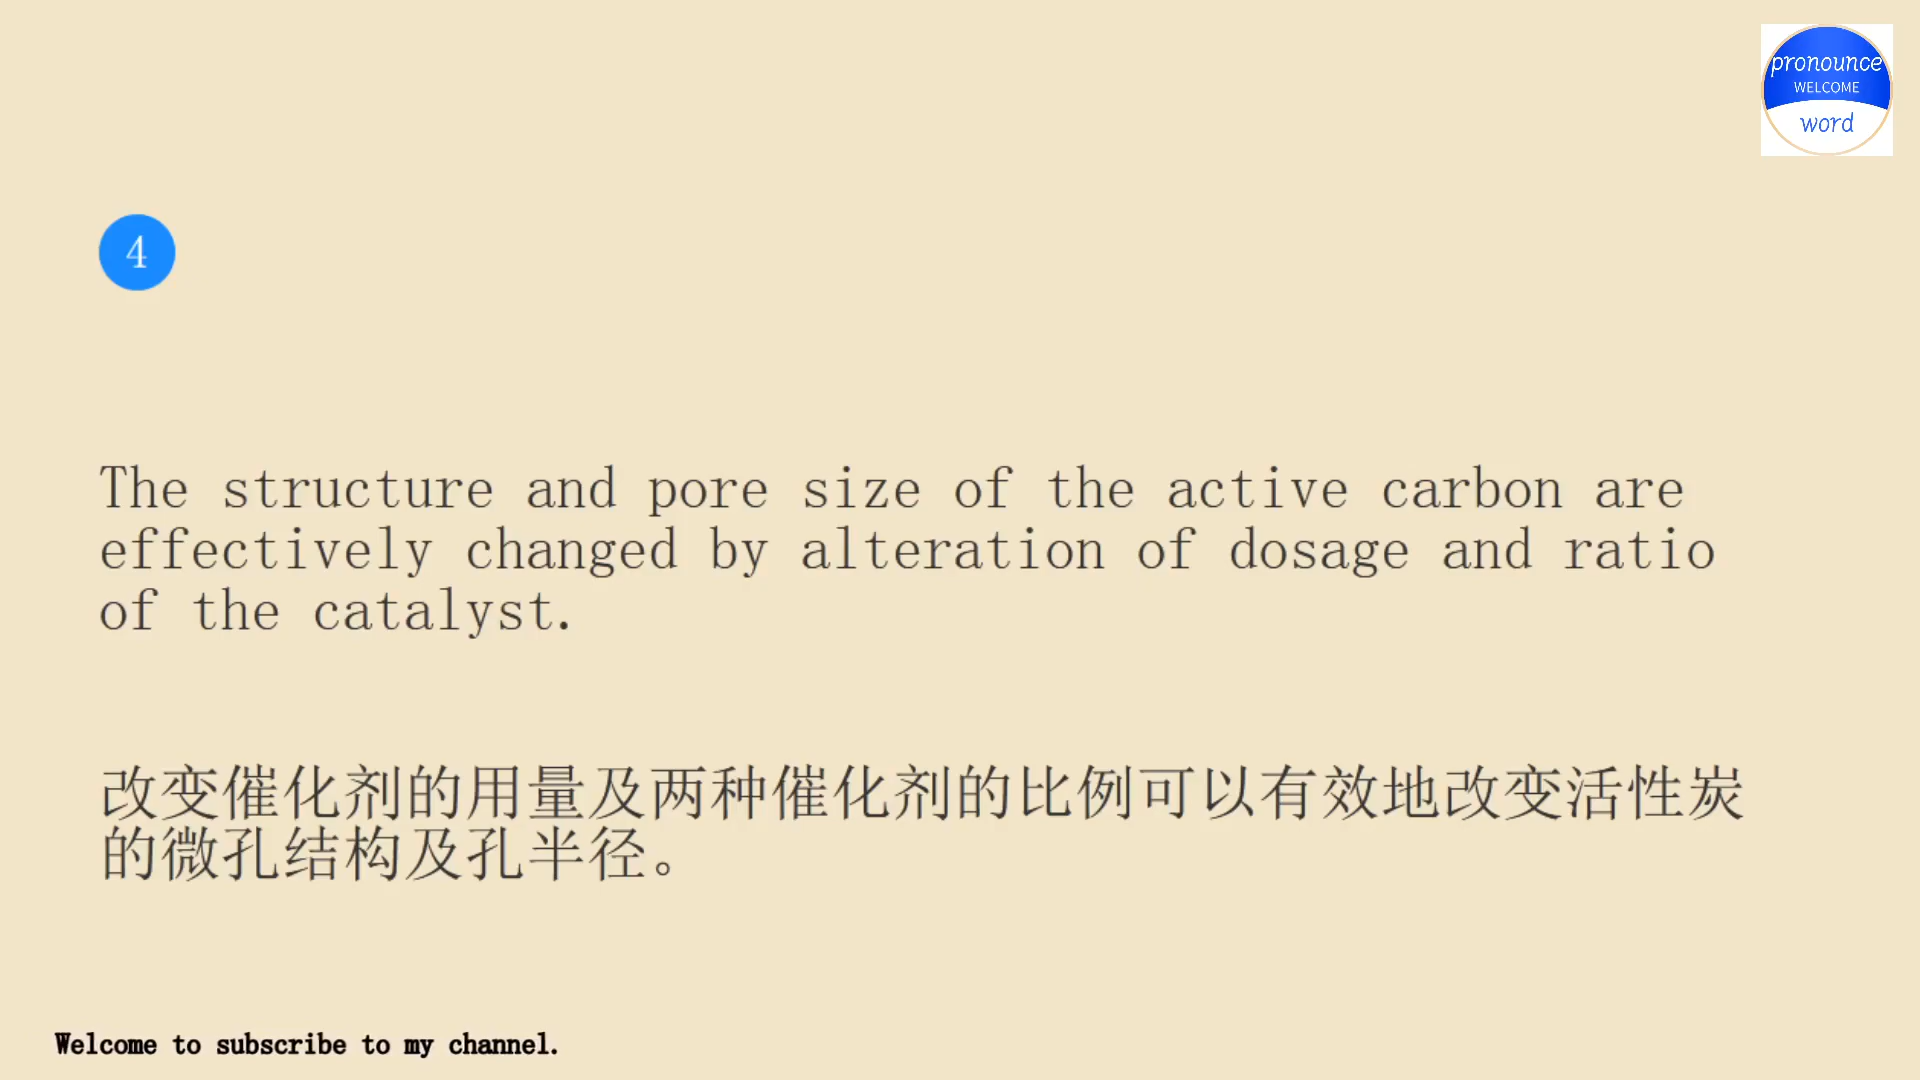 pronounce
WELCOME
word
4
The structure and pore size of the active carbon are
effectively changed by alteration of dosage and ratio
of the catalyst.
改变催化剂的用量及两种催化剂的比例可以有效地改变活性炭
的微孔结构及孔半径。
Welcome to subscribe to my channel.